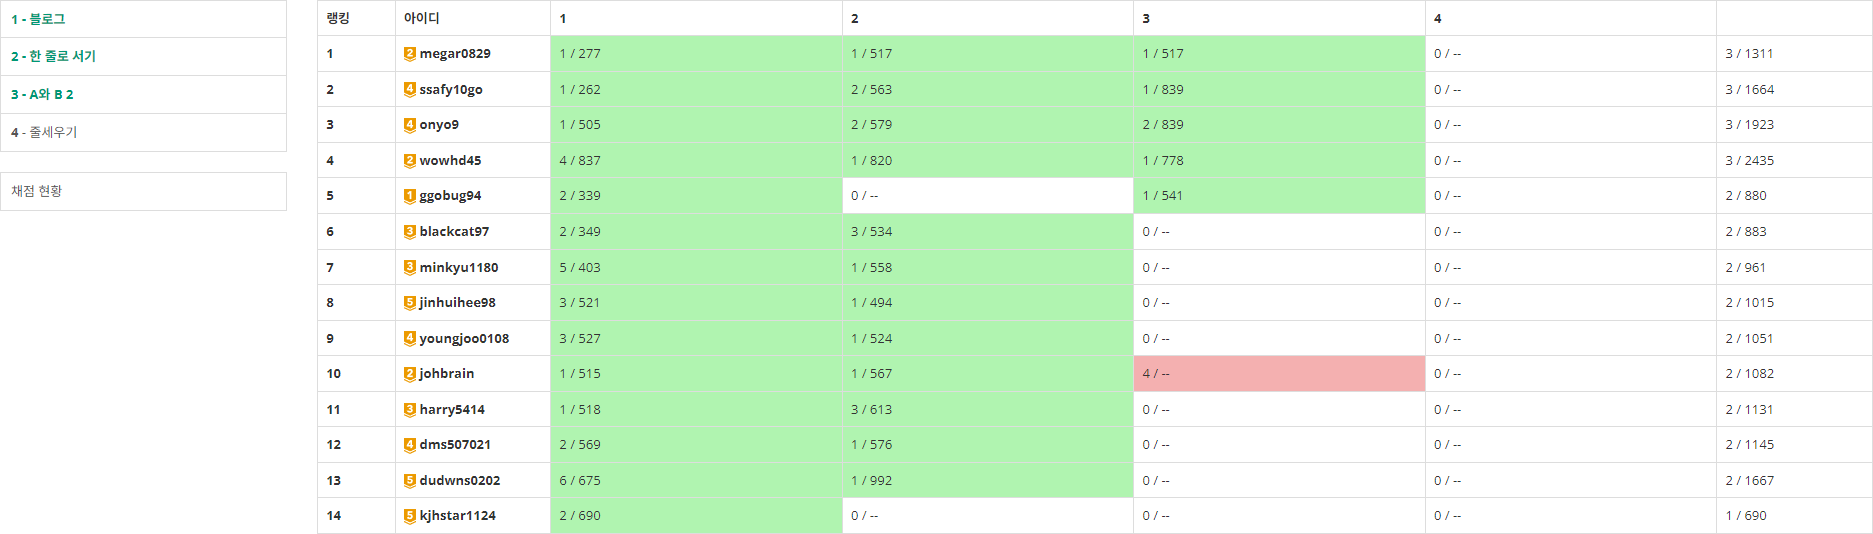 1 - 블로그
2 - 한 줄로 서기
3 - A와 B 2
4 - 줄세우기
채점 현황
랭킹 아이디 1 2 3 4
1 2 megar0829 1 / 277 1 / 517 1 / 517 0 / -- 3 / 1311
2 4 ssafy10go 1 / 262 2 / 563 1 / 839 0 / -- 3 / 1664
3 4 onyo9 1 / 505 2 / 579 2 / 839 0 / -- 3 / 1923
4 2 wowhd45 4 / 837 1 / 820 1 / 778 0 / -- 3 / 2435
5 1 ggobug94 2 / 339 0 / -- 1 / 541 0 / -- 2 / 880
6 3 blackcat97 2 / 349 3 / 534 0 / -- 0 / -- 2 / 883
7 3 minkyu1180 5 / 403 1 / 558 0 / -- 0 / -- 2 / 961
8 5 jinhuihee98 3 / 521 1 / 494 0 / -- 0 / -- 2 / 1015
9 4 youngjoo0108 3 / 527 1 / 524 0 / -- 0 / -- 2 / 1051
10 2 johbrain 1 / 515 1 / 567 4 / -- 0 / -- 2 / 1082
11 3 harry5414 1 / 518 3 / 613 0 / -- 0 / -- 2 / 1131
12 4 dms507021 2 / 569 1 / 576 0 / -- 0 / -- 2 / 1145
13 5 dudwns0202 6 / 675 1 / 992 0 / -- 0 / -- 2 / 1667
14 5 kjhstar1124 2 / 690 0 / -- 0 / -- 0 / -- 1 / 690